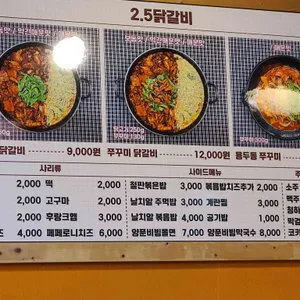 2.5닭갈비
닭갈비 9,000원 쭈꾸미 닭갈비 12,000원 용두동 쭈꾸미
사리류 사이드메뉴
2,000 떡 2,000 철판볶음밥 3,000 볶음밥치즈추가 2,000 소주
2,000 고구마 2,000 날치알 주먹밥 3,000 계란찜 3,000
2,000 후랑크햄 3,000 날치알 볶음밥 4,000 공기밥 1,000
4,000 페페로니치즈 6,000 양푼비빔쫄면 7,000 양푼비빔막국수 8,000